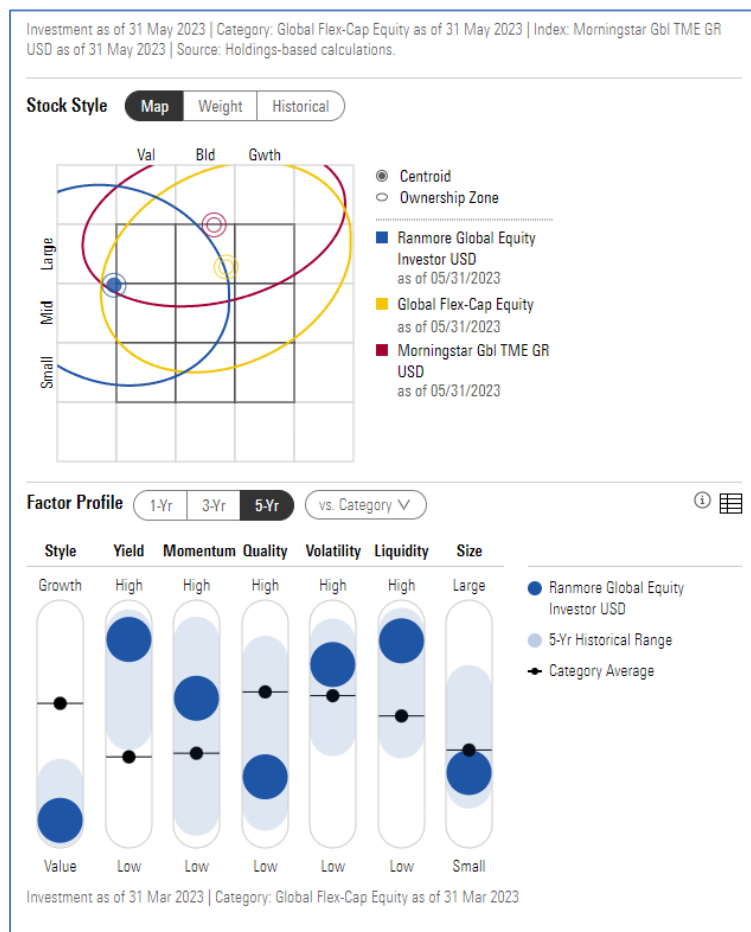 Investment as of 31 May 2023 | Category: Global Flex-Cap Equity as of 31 May 2023 | Index: Morningstar Gbl TME GR
USD as of 31 May 2023 | Source: Holdings-based calculations.
Stock Style Map Weight Historical
Val Bld Gwth
Large
Mid
Small
Centroid
Ownership Zone
Ranmore Global Equity
Investor USD
as of 05/31/2023
Global Flex-Cap Equity
as of 05/31/2023
Morningstar Gbl TME GR
USD
as of 05/31/2023
Factor Profile 1-Yr 3-Yr 5-Yr vs. Category
Style Yield Momentum Quality Volatility Liquidity Size
Growth High High High High High Large
Value Low Low Low Low Low Small
Ranmore Global Equity
Investor USD
5-Yr Historical Range
Category Average
Investment as of 31 Mar 2023 | Category: Global Flex-Cap Equity as of 31 Mar 2023